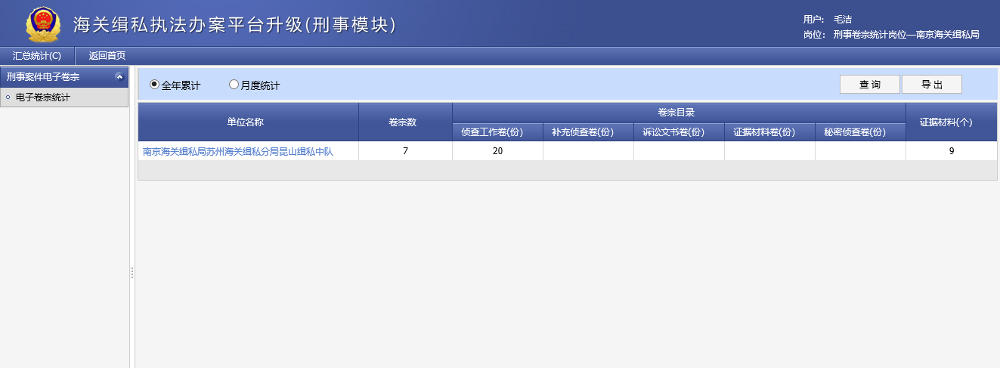 海关缉私执法办案平台升级(刑事模块)
用户: 毛洁
岗位: 刑事卷宗统计岗位—南京海关缉私局
汇总统计(C) 返回首页
刑事案件电子卷宗
电子卷宗统计
全年累计 月度统计 查 询 导 出
单位名称 卷宗数 卷宗目录 证据材料(个)
侦查工作卷(份) 补充侦查卷(份) 诉讼文书卷(份) 证据材料卷(份) 秘密侦查卷(份)
南京海关缉私局苏州海关缉私分局昆山缉私中队 7 20 9